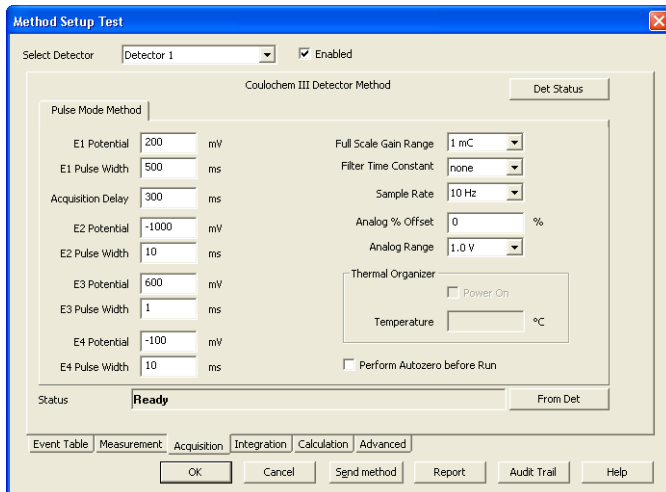 Method Setup Test
Select Detector Detector 1 Enabled
Coulochem III Detector Method Det Status
Pulse Mode Method
E1 Potential 200 mV Full Scale Gain Range 1 mC
E1 Pulse Width 500 ms Filter Time Constant none
Acquisition Delay 300 ms Sample Rate 10 Hz
E2 Potential -1000 mV Analog % Offset 0 %
E2 Pulse Width 10 ms Analog Range 1.0 V
Thermal Organizer
E3 Potential 600 mV Power On
E3 Pulse Width 1 ms Temperature °C
E4 Potential -100 mV
E4 Pulse Width 10 ms Perform Autozero before Run
Status Ready From Det
Event Table Measurement Acquisition Integration Calculation Advanced
OK Cancel Send method Report Audit Trail Help